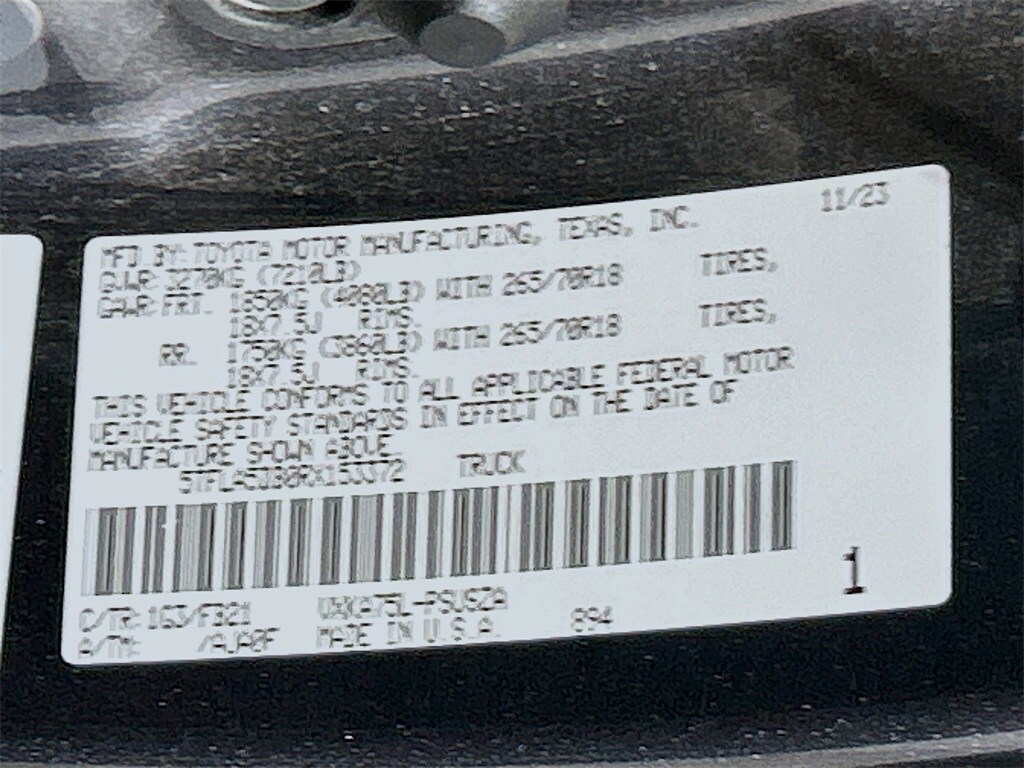 MFD BY: TOYOTA MOTOR MANUFACTURING, TEXAS, INC. 11/23
GVWR: 3270KG (7210LB)
GAWR: FRT. 1850KG (4080LB) WITH 265/70R18 TIRES,
18X7.5J RIMS.
RR. 1750KG (3860LB) WITH 265/70R18 TIRES,
18X7.5J RIMS.
THIS VEHICLE CONFORMS TO ALL APPLICABLE FEDERAL MOTOR
VEHICLE SAFETY STANDARDS IN EFFECT ON THE DATE OF
MANUFACTURE SHOWN ABOVE.
5TFLA5DB0RX153372 TRUCK
C/TR: 1G3/FB21
A/TM: /AJA0F MADE IN U.S.A. 894
1